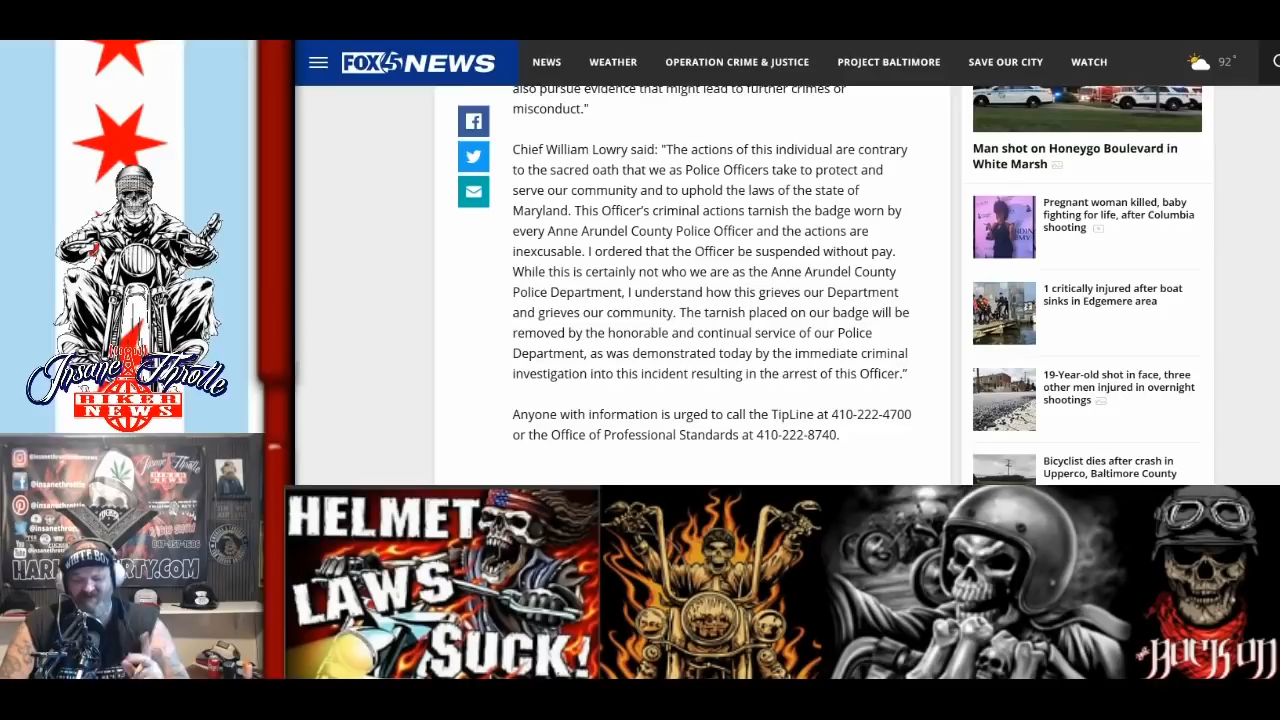 FOX 5 NEWS
NEWS
WEATHER
OPERATION CRIME & JUSTICE
PROJECT BALTIMORE
SAVE OUR CITY
WATCH
92°
also pursue evidence that might lead to further crimes or
misconduct."
Chief William Lowry said: "The actions of this individual are contrary
to the sacred oath that we as Police Officers take to protect and
serve our community and to uphold the laws of the state of
Maryland. This Officer's criminal actions tarnish the badge worn by
every Anne Arundel County Police Officer and the actions are
inexcusable. I ordered that the Officer be suspended without pay.
While this is certainly not who we are as the Anne Arundel County
Police Department, I understand how this grieves our Department
and grieves our community. The tarnish placed on our badge will be
removed by the honorable and continual service of our Police
Department, as was demonstrated today by the immediate criminal
investigation into this incident resulting in the arrest of this Officer.”
Anyone with information is urged to call the TipLine at 410-222-4700
or the Office of Professional Standards at 410-222-8740.
Man shot on Honeygo Boulevard in
White Marsh
Pregnant woman killed, baby
fighting for life, after Columbia
shooting
1 critically injured after boat
sinks in Edgemere area
19-Year-old shot in face, three
other men injured in overnight
shootings
Bicyclist dies after crash in
Upperco, Baltimore County
Insane Throttle
BIKER
NEWS
@insanethrottle
WHITE BOY
HELMET
LAWS
SUCK!